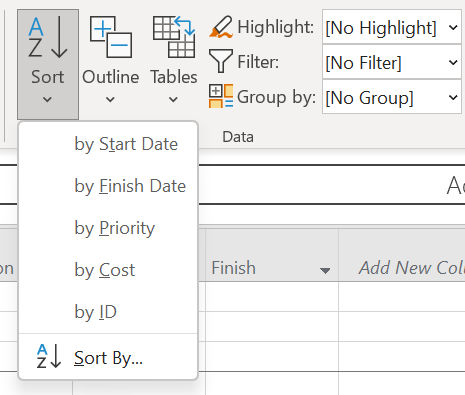 Sort
Outline
Tables
Highlight: [No Highlight]
Filter: [No Filter]
Group by: [No Group]
Data
by Start Date
by Finish Date
by Priority
by Cost
by ID
Sort By...
Finish
Add New Col